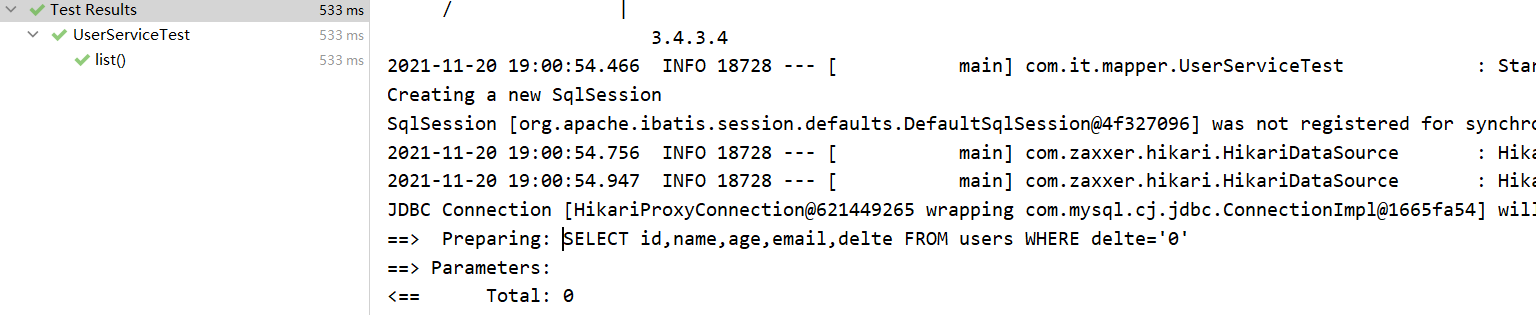 Test Results 533 ms
UserServiceTest 533 ms
list() 533 ms
/ |
3.4.3.4
2021-11-20 19:00:54.466  INFO 18728 --- [           main] com.it.mapper.UserServiceTest            : Star
Creating a new SqlSession
SqlSession [org.apache.ibatis.session.defaults.DefaultSqlSession@4f327096] was not registered for synchro
2021-11-20 19:00:54.756  INFO 18728 --- [           main] com.zaxxer.hikari.HikariDataSource       : Hika
2021-11-20 19:00:54.947  INFO 18728 --- [           main] com.zaxxer.hikari.HikariDataSource       : Hika
JDBC Connection [HikariProxyConnection@621449265 wrapping com.mysql.cj.jdbc.ConnectionImpl@1665fa54] will
==>  Preparing: SELECT id,name,age,email,delte FROM users WHERE delte='0'
==> Parameters:
<==      Total: 0